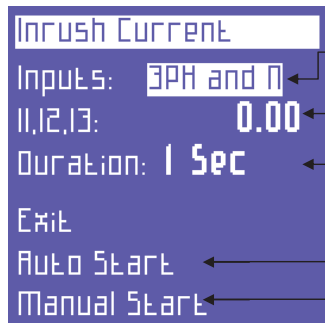 Inrush Current
Inputs: 3PH and N
I1,I2,I3: 0.00
Duration: 1 Sec
Exit
Auto Start
Manual Start